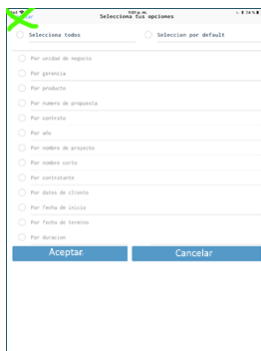 Selecciona tus opciones
Selecciona todos
Seleccion por default
Por unidad de negocio
Por gerencia
Por producto
Por numero de propuesta
Por contrato
Por año
Por nombre de proyecto
Por nombre corto
Por contratante
Por datos de cliente
Por fecha de inicio
Por fecha de termino
Por duracion
Aceptar
Cancelar